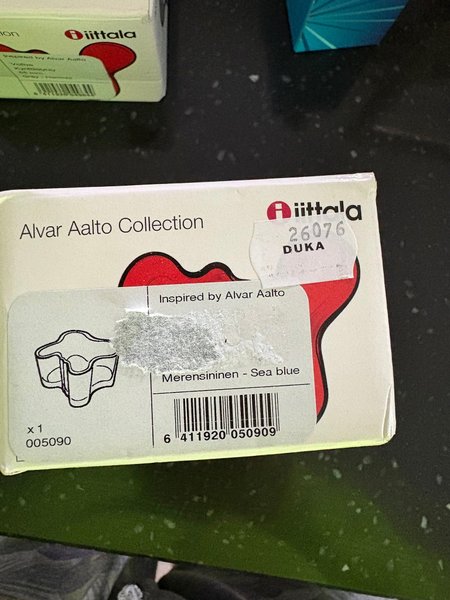 iittala
Inspired by Alvar Aalto
Alvar Aalto Collection
iittala
26076
DUKA
Inspired by Alvar Aalto
Merensininen - Sea blue
x 1
005090
6 411920 050909